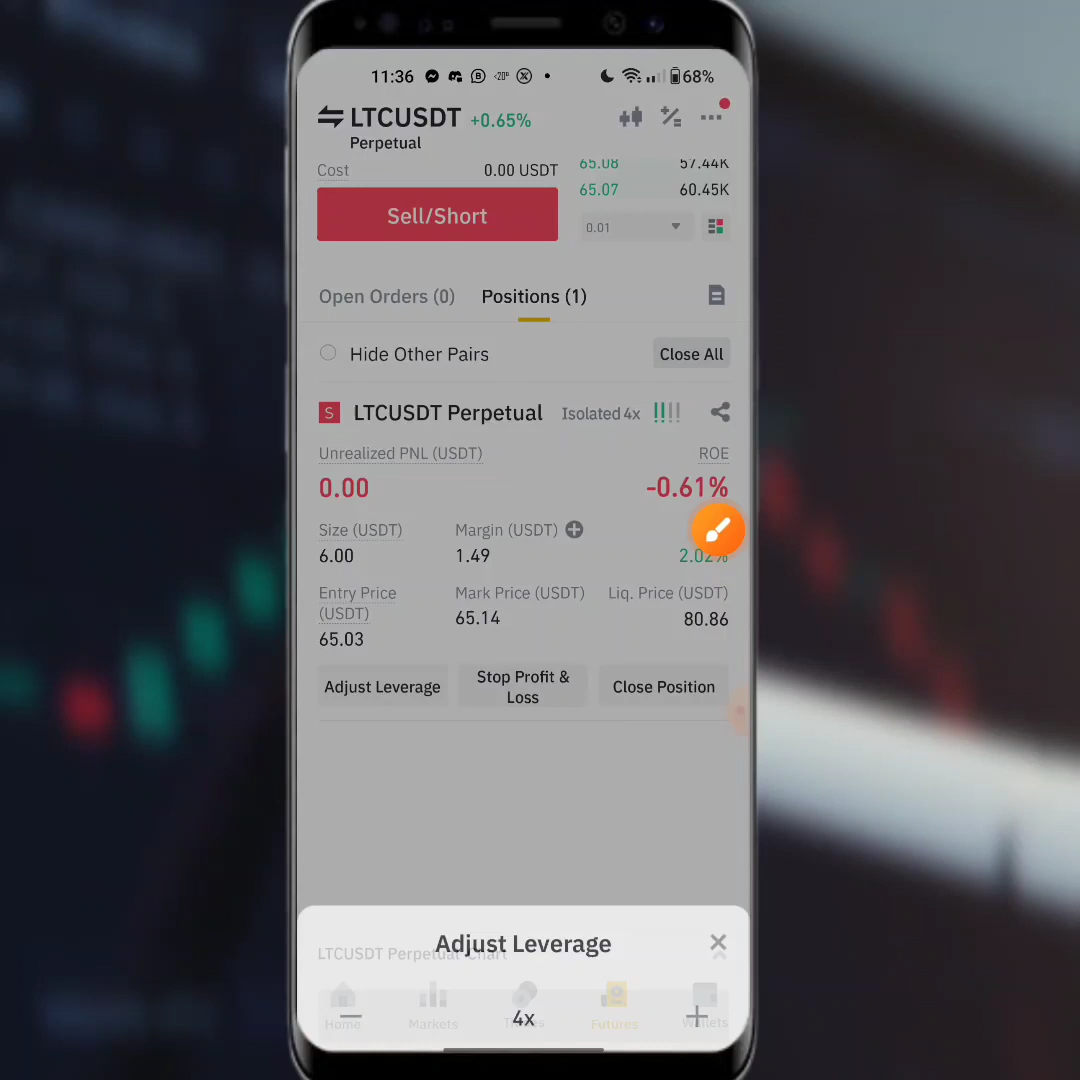 11:36 68%
LTCUSDT +0.65%
Perpetual
Cost 0.00 USDT
65.08 57.44K
65.07 60.45K
Sell/Short
0.01
Open Orders (0) Positions (1)
Hide Other Pairs Close All
S LTCUSDT Perpetual Isolated 4x
Unrealized PNL (USDT) ROE
0.00 -0.61%
Size (USDT) Margin (USDT)
6.00 1.49 2.02%
Entry Price (USDT) Mark Price (USDT) Liq. Price (USDT)
65.03 65.14 80.86
Adjust Leverage Stop Profit & Loss Close Position
Adjust Leverage
LTCUSDT Perpetual Chart
4x
Home Markets Trades Futures Wallets